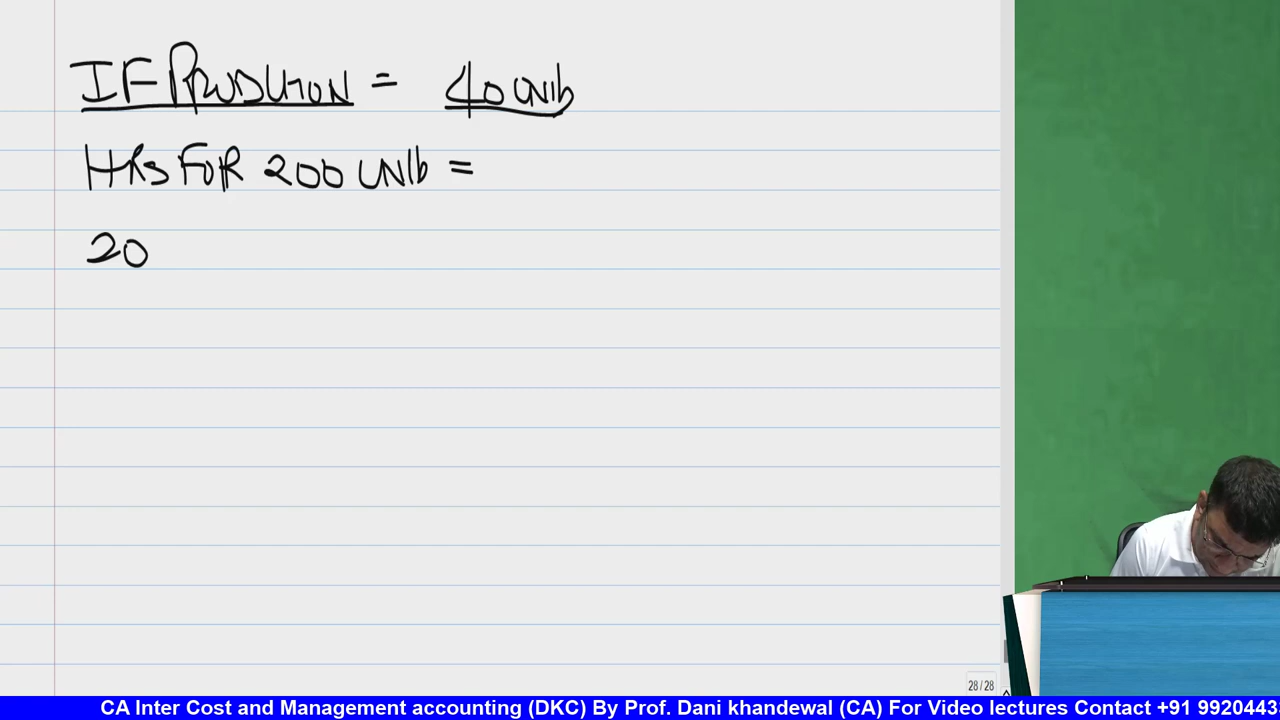 IF PRODUCTION = 40 UNIts
HRS FOR 200 UNIts =
20
28 / 28
CA Inter Cost and Management accounting (DKC) By Prof. Dani khandewal (CA) For Video lectures Contact +91 9920443